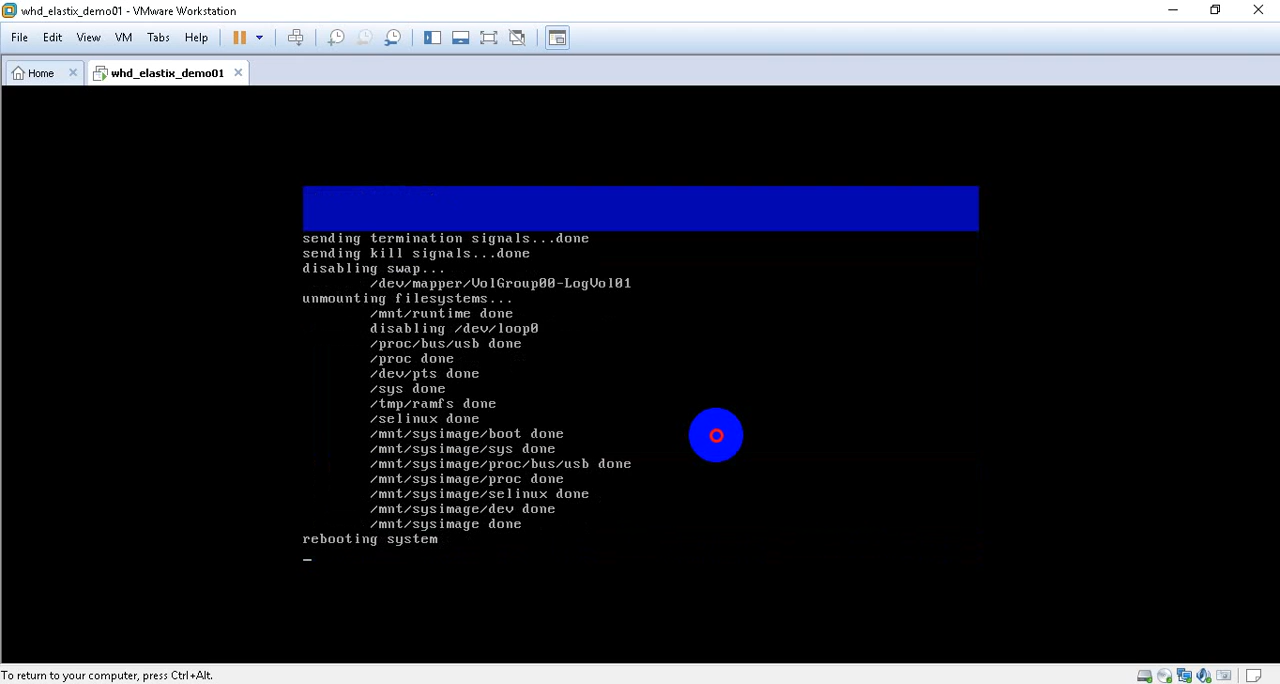 whd_elastix_demo01 - VMware Workstation
File Edit View VM Tabs Help
Home whd_elastix_demo01
sending termination signals...done
sending kill signals...done
disabling swap...
/dev/mapper/VolGroup00-LogVol01
unmounting filesystems...
/mnt/runtime done
disabling /dev/loop0
/proc/bus/usb done
/proc done
/dev/pts done
/sys done
/tmp/ramfs done
/selinux done
/mnt/sysimage/boot done
/mnt/sysimage/sys done
/mnt/sysimage/proc/bus/usb done
/mnt/sysimage/proc done
/mnt/sysimage/selinux done
/mnt/sysimage/dev done
/mnt/sysimage done
rebooting system
To return to your computer, press Ctrl+Alt.